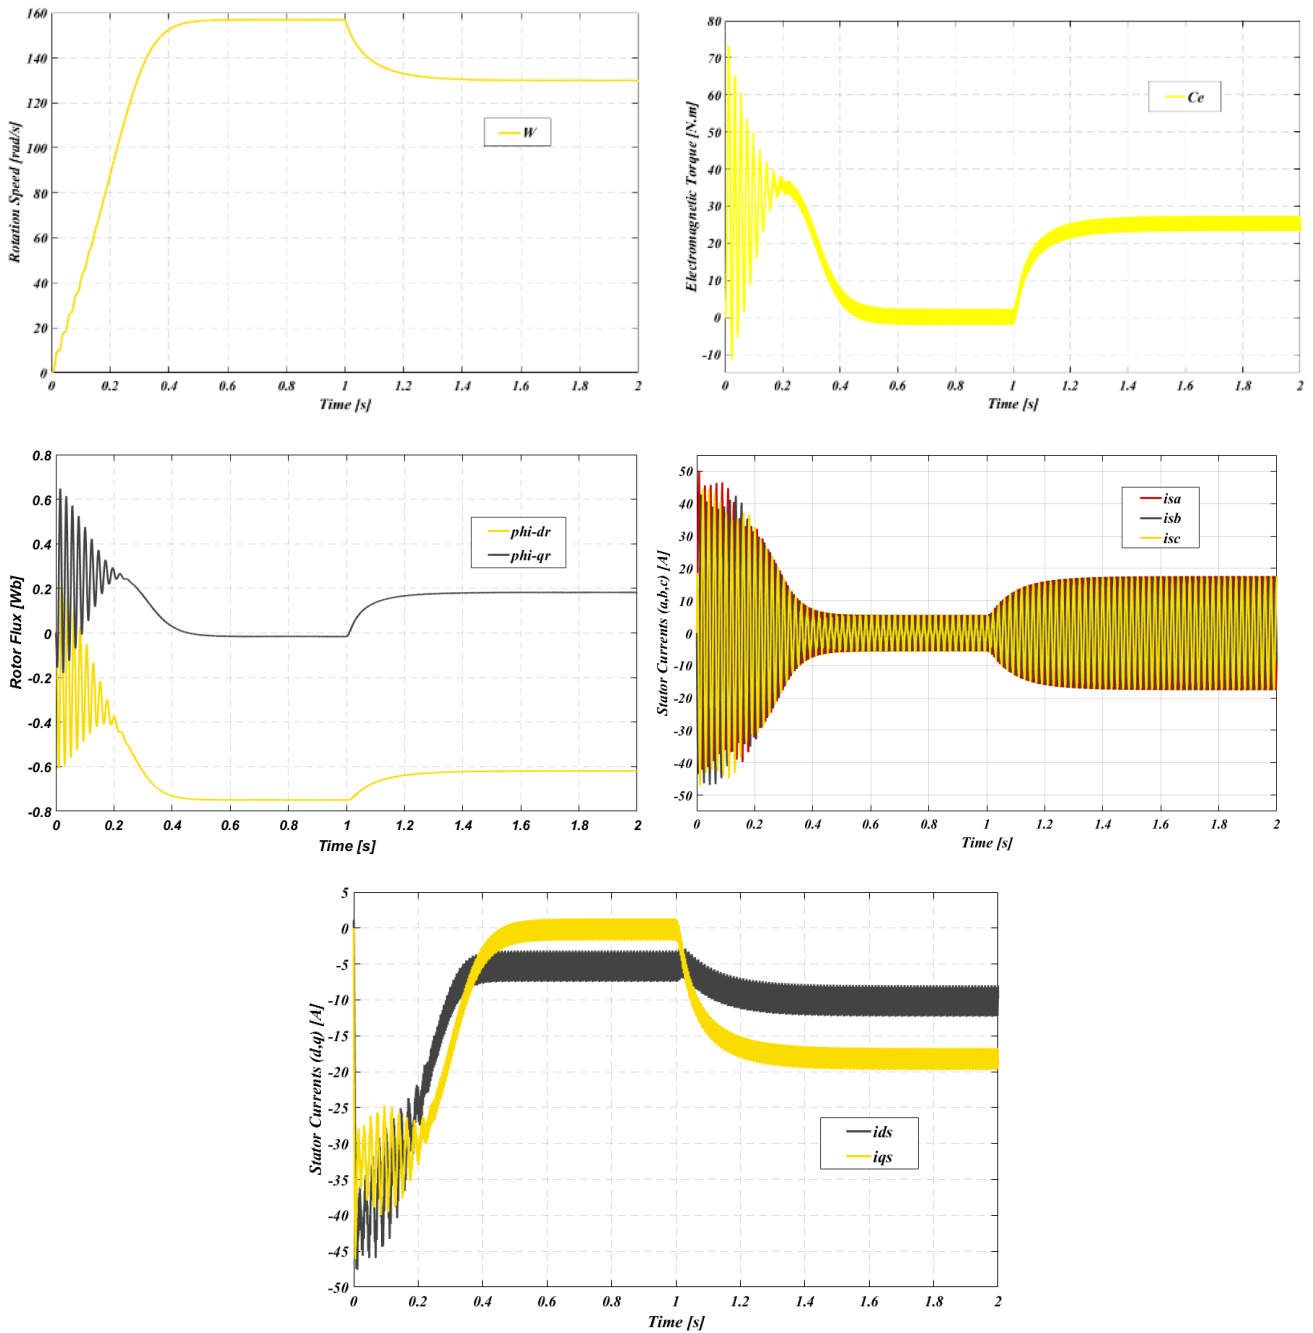 160
140
120
100
80
60
40
20
0
Rotation Speed [rad/s]
W
0 0.2 0.4 0.6 0.8 1 1.2 1.4 1.6 1.8 2
Time [s]
80
70
60
50
40
30
20
10
0
-10
Electromagnetic Torque [N.m]
Ce
0 0.2 0.4 0.6 0.8 1 1.2 1.4 1.6 1.8 2
Time [s]
0.8
0.6
0.4
0.2
0
-0.2
-0.4
-0.6
-0.8
Rotor Flux [Wb]
phi-dr
phi-qr
0 0.2 0.4 0.6 0.8 1 1.2 1.4 1.6 1.8 2
Time [s]
50
40
30
20
10
0
-10
-20
-30
-40
-50
Stator Currents (a,b,c) [A]
isa
isb
isc
0 0.2 0.4 0.6 0.8 1 1.2 1.4 1.6 1.8 2
Time [s]
5
0
-5
-10
-15
-20
-25
-30
-35
-40
-45
-50
Stator Currents (d,q) [A]
ids
iqs
0 0.2 0.4 0.6 0.8 1 1.2 1.4 1.6 1.8 2
Time [s]